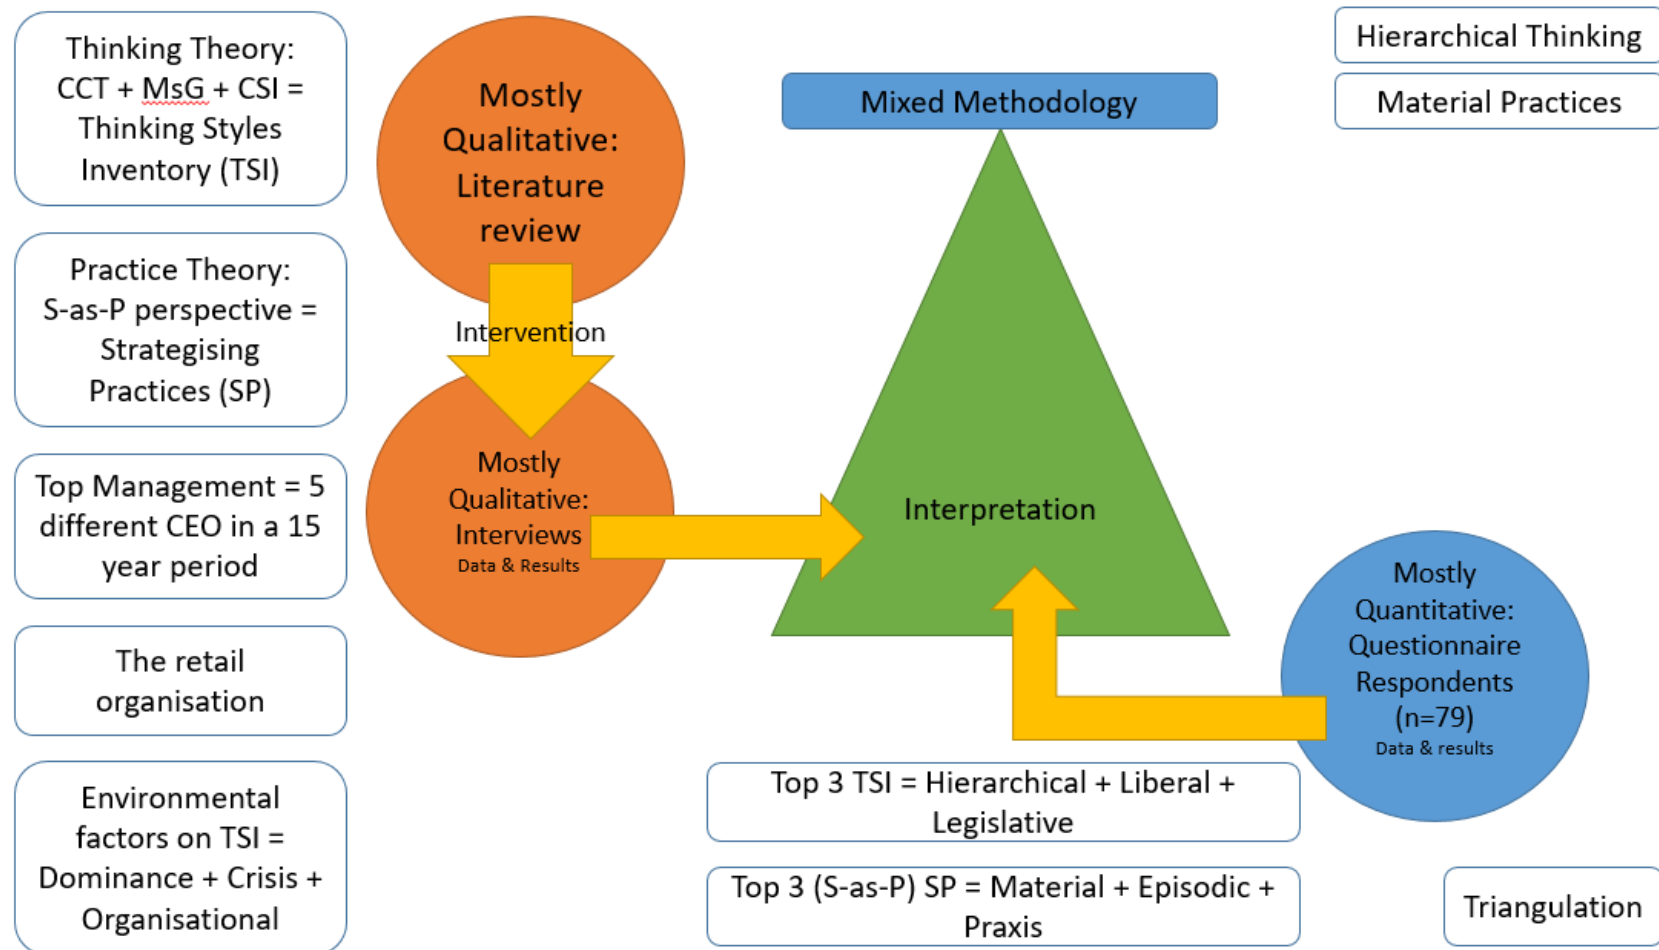 Thinking Theory:
CCT + MsG + CSI =
Thinking Styles
Inventory (TSI)
Practice Theory:
S-as-P perspective =
Strategising
Practices (SP)
Top Management = 5
different CEO in a 15
year period
The retail
organisation
Environmental
factors on TSI =
Dominance + Crisis +
Organisational
Mostly
Qualitative:
Literature
review
Intervention
Mostly
Qualitative:
Interviews
Data & Results
Mixed Methodology
Interpretation
Hierarchical Thinking
Material Practices
Mostly
Quantitative:
Questionnaire
Respondents
(n=79)
Data & results
Top 3 TSI = Hierarchical + Liberal +
Legislative
Top 3 (S-as-P) SP = Material + Episodic +
Praxis
Triangulation